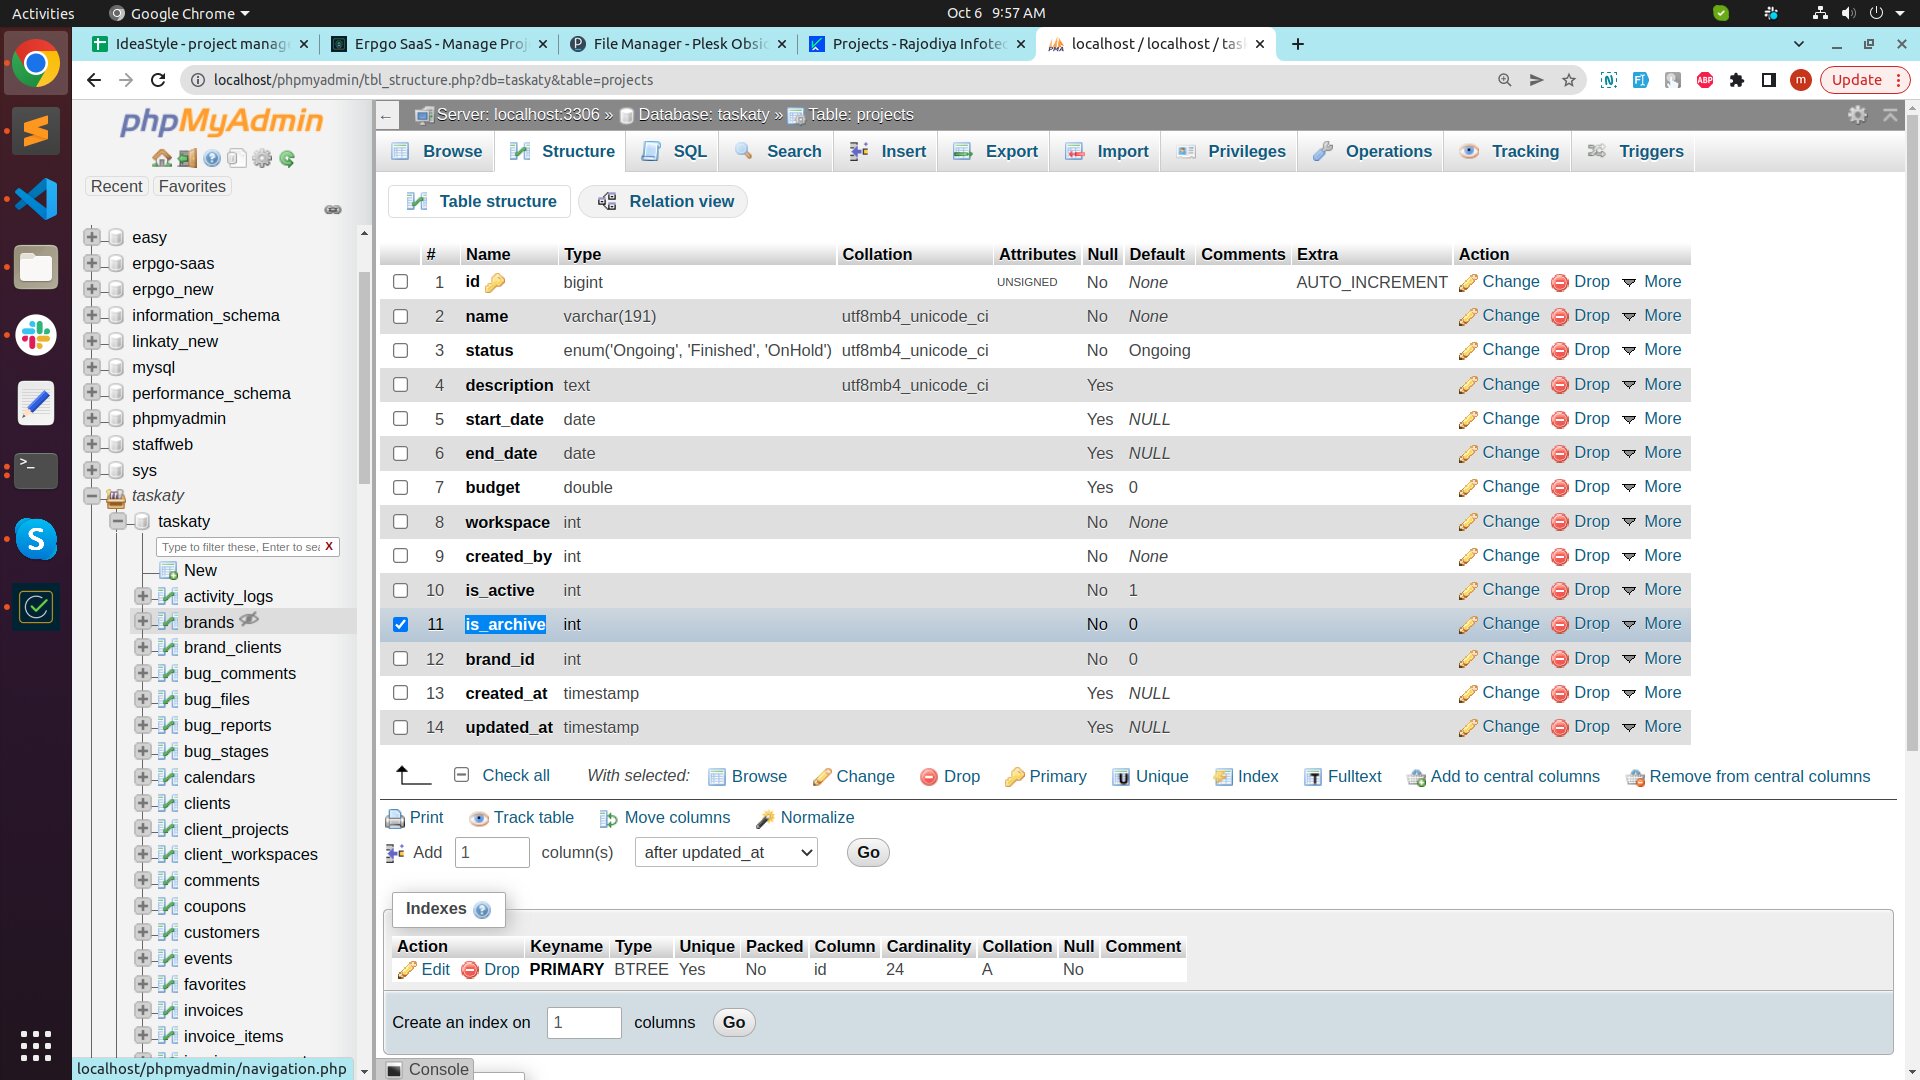 Activities
Google Chrome
Oct 6 9:57 AM
IdeaStyle - project manage
Erpgo SaaS - Manage Proj
File Manager - Plesk Obsid
Projects - Rajodiya Infotec
localhost / localhost / tas
localhost/phpmyadmin/tbl_structure.php?db=taskaty&table=projects
ABP
m
Update
phpMyAdmin
Recent Favorites
easy
erpgo-saas
erpgo_new
information_schema
linkaty_new
mysql
performance_schema
phpmyadmin
staffweb
sys
taskaty
taskaty
Type to filter these, Enter to sea X
New
activity_logs
brands
brand_clients
bug_comments
bug_files
bug_reports
bug_stages
calendars
clients
client_projects
client_workspaces
comments
coupons
customers
events
favorites
invoices
invoice_items
localhost/phpmyadmin/navigation.php
Server: localhost:3306 » Database: taskaty » Table: projects
Browse Structure SQL Search Insert Export Import Privileges Operations Tracking Triggers
Table structure Relation view
# Name Type Collation Attributes Null Default Comments Extra Action
1 id bigint UNSIGNED No None AUTO_INCREMENT Change Drop More
2 name varchar(191) utf8mb4_unicode_ci No None Change Drop More
3 status enum('Ongoing', 'Finished', 'OnHold') utf8mb4_unicode_ci No Ongoing Change Drop More
4 description text utf8mb4_unicode_ci Yes Change Drop More
5 start_date date Yes NULL Change Drop More
6 end_date date Yes NULL Change Drop More
7 budget double Yes 0 Change Drop More
8 workspace int No None Change Drop More
9 created_by int No None Change Drop More
10 is_active int No 1 Change Drop More
11 is_archive int No 0 Change Drop More
12 brand_id int No 0 Change Drop More
13 created_at timestamp Yes NULL Change Drop More
14 updated_at timestamp Yes NULL Change Drop More
Check all With selected: Browse Change Drop Primary Unique Index Fulltext Add to central columns Remove from central columns
Print Track table Move columns Normalize
Add 1 column(s) after updated_at Go
Indexes
Action Keyname Type Unique Packed Column Cardinality Collation Null Comment
Edit Drop PRIMARY BTREE Yes No id 24 A No
Create an index on 1 columns Go
Console